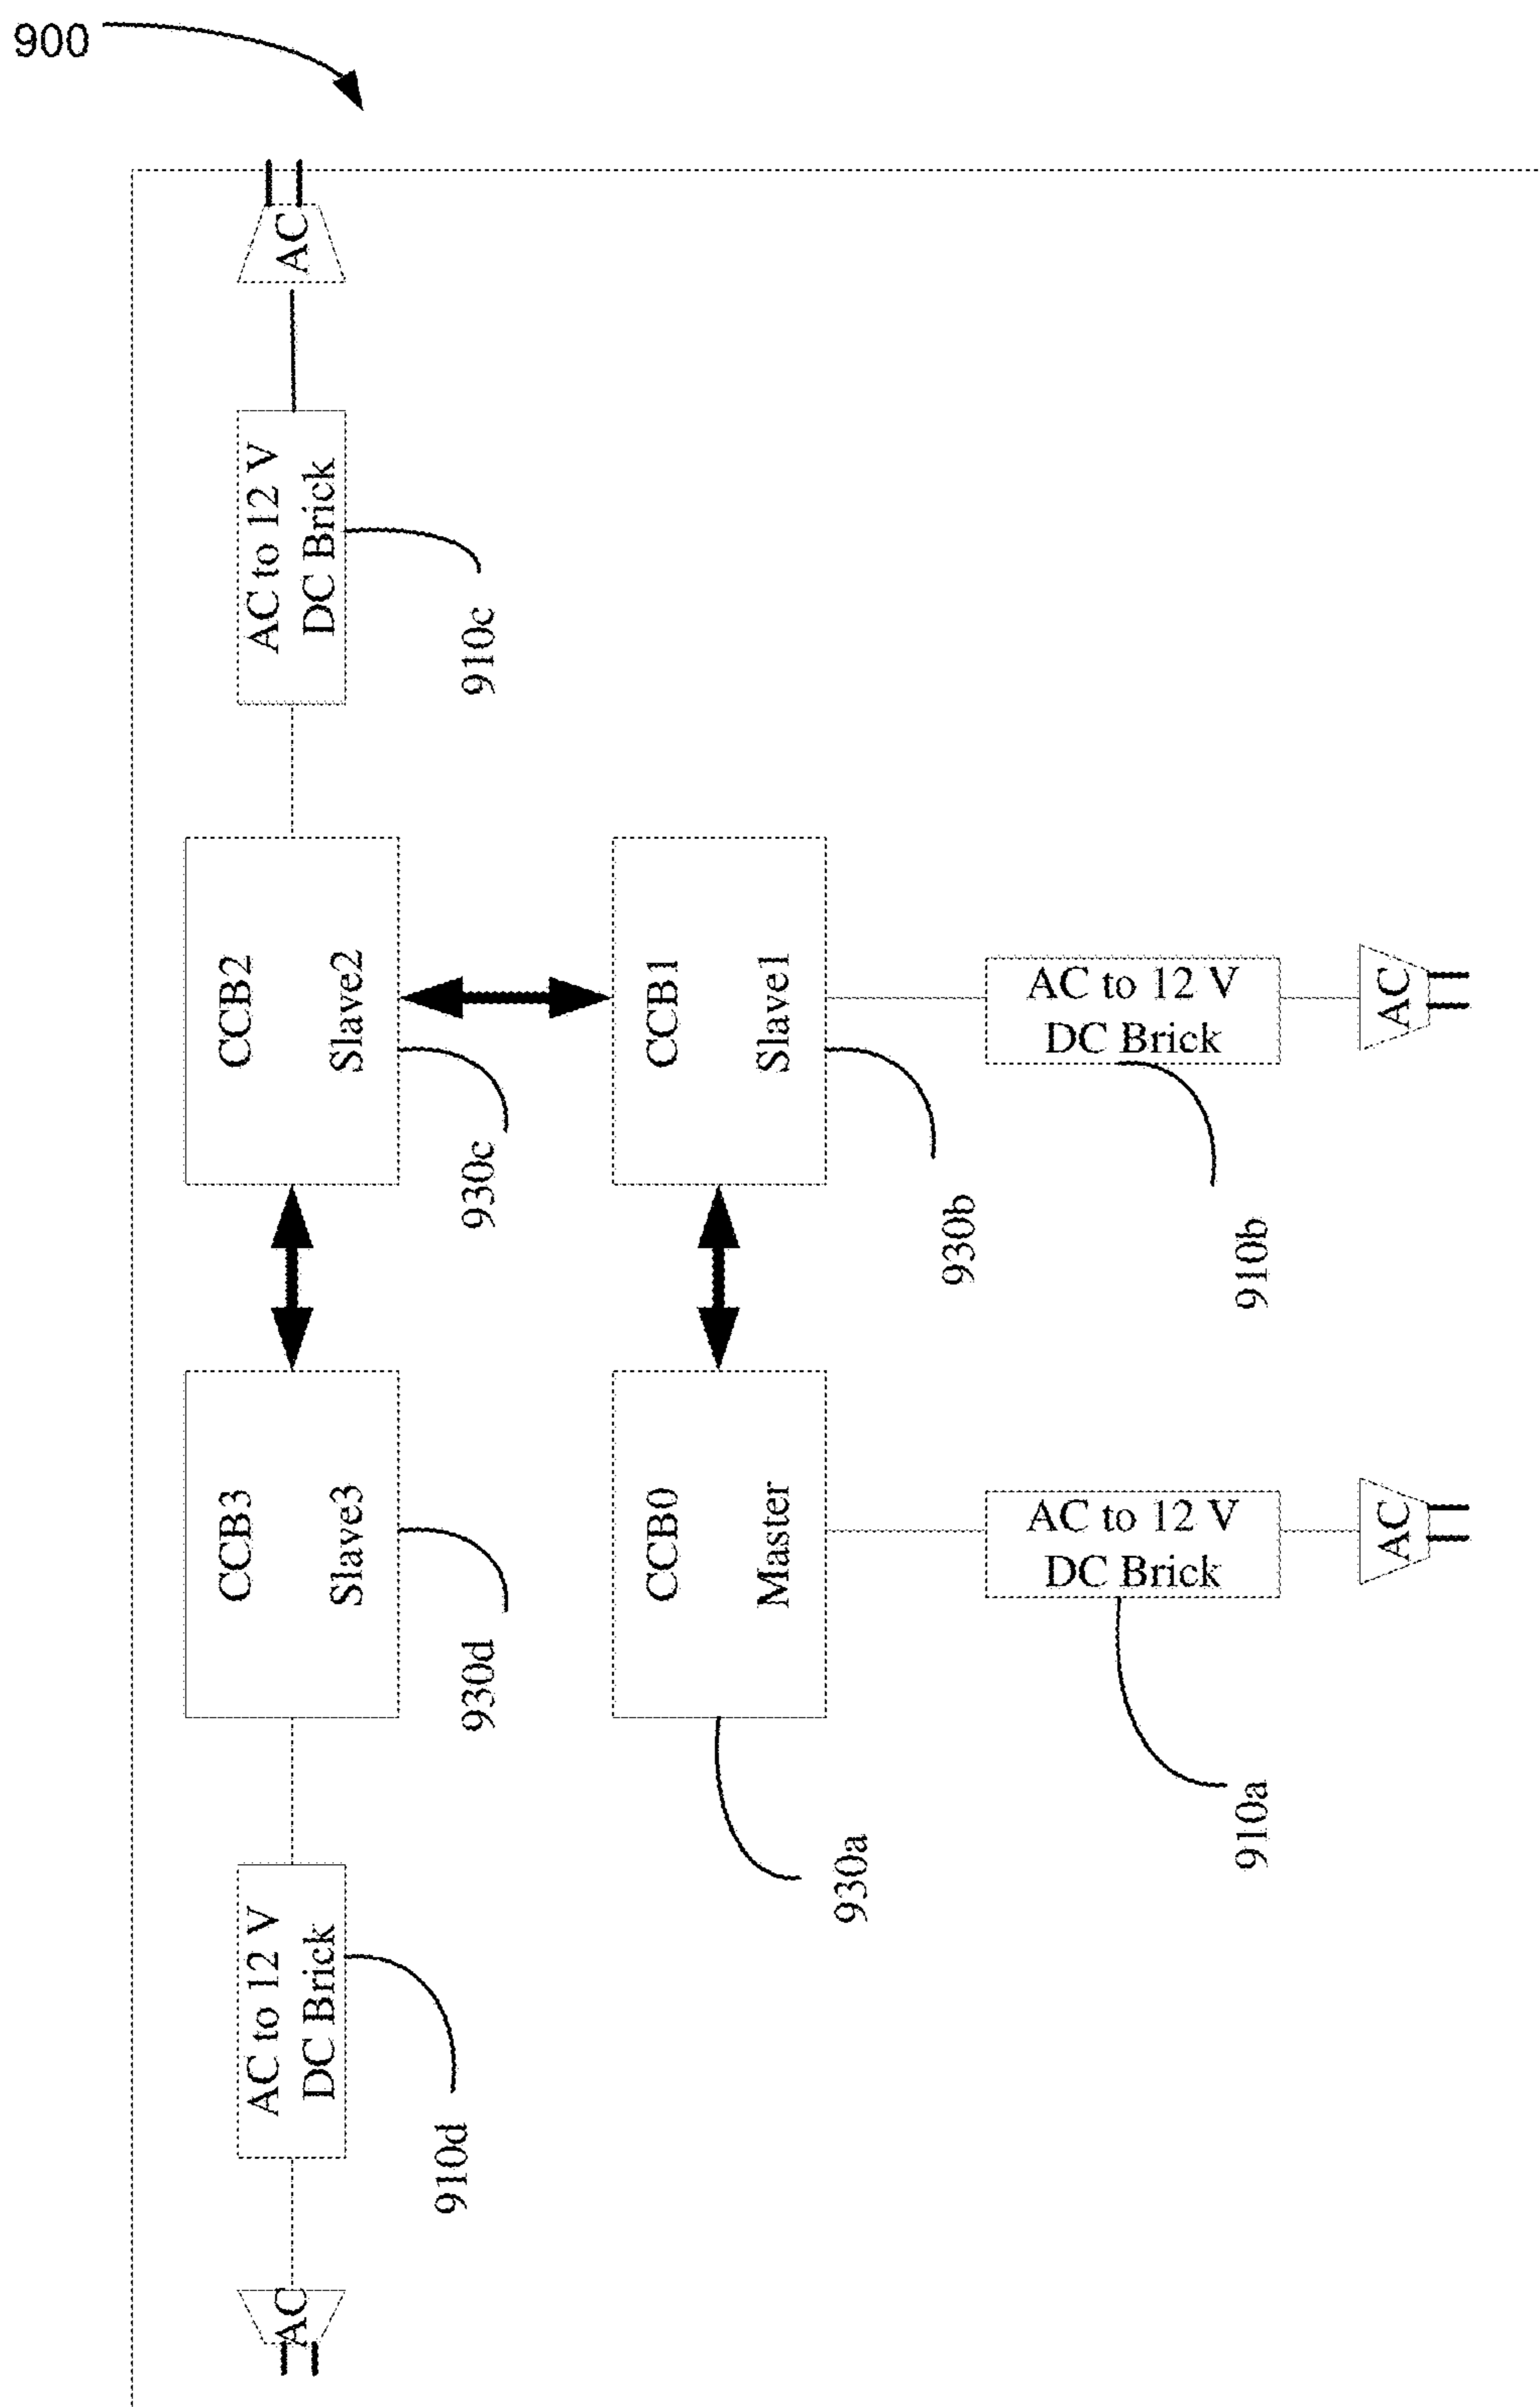 900
AC
AC to 12 V
DC Brick
910c
CCB2
Slave2
930c
CCB1
Slave1
930b
AC to 12 V
DC Brick
910b
AC
CCB3
Slave3
930d
CCB0
Master
930a
AC to 12 V
DC Brick
910a
AC
AC to 12 V
DC Brick
910d
AC